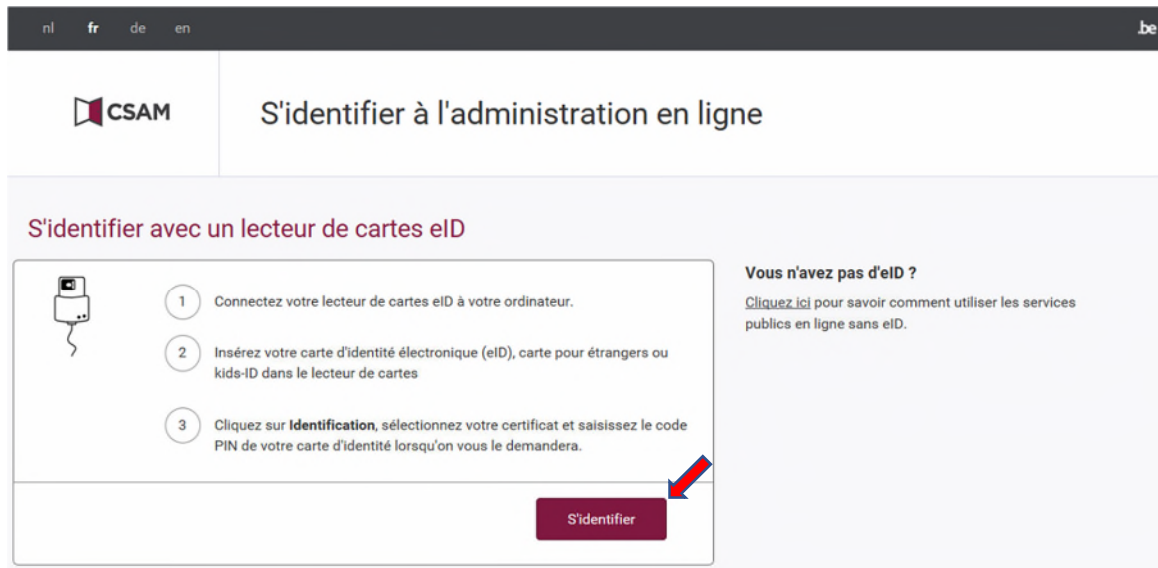 nl fr de en .be
CSAM
S'identifier à l'administration en ligne
S'identifier avec un lecteur de cartes eID
1 Connectez votre lecteur de cartes eID à votre ordinateur.
2 Insérez votre carte d'identité électronique (eID), carte pour étrangers ou
kids-ID dans le lecteur de cartes
3 Cliquez sur Identification, sélectionnez votre certificat et saisissez le code
PIN de votre carte d'identité lorsqu'on vous le demandera.
S'identifier
Vous n'avez pas d'eID ?
Cliquez ici pour savoir comment utiliser les services
publics en ligne sans eID.